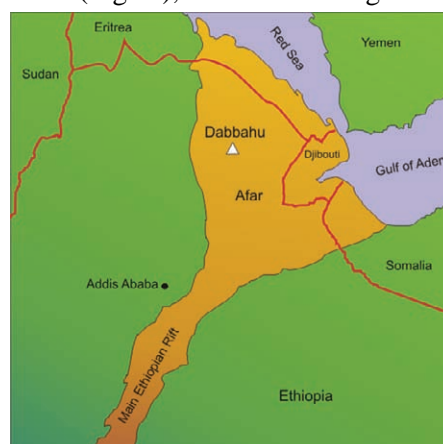 Eritrea
Red Sea
Yemen
Sudan
Dabbahu
Djibouti
Gulf of Aden
Afar
Somalia
Addis Ababa
Main Ethiopian Rift
Ethiopia